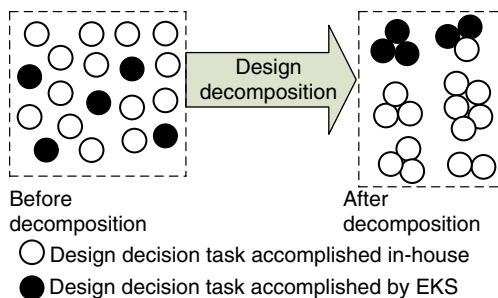 Design
decomposition
Before
decomposition
After
decomposition
Design decision task accomplished in-house
Design decision task accomplished by EKS